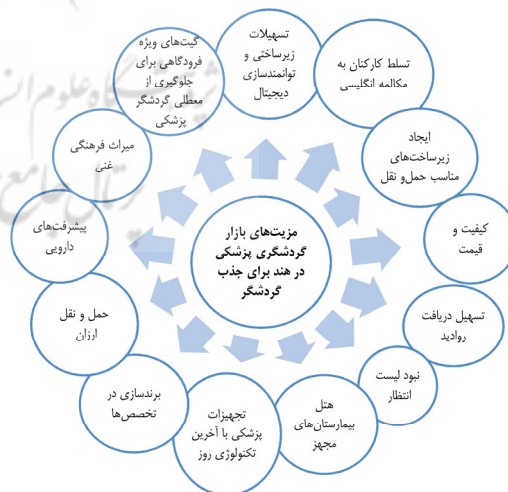 تسهیلات
زیرساختی و
توانمندسازی
دیجیتال
تسلط کارکنان به
مکالمه انگلیسی
ایجاد
زیرساخت‌های
مناسب حمل‌و نقل
کیفیت و
قیمت
تسهیل دریافت
روادید
نبود لیست
انتظار
هتل
بیمارستان‌های
مجهز
تجهیزات
پزشکی با آخرین
تکنولوژی روز
برندسازی در
تخصص‌ها
حمل و نقل
ارزان
پیشرفت‌های
دارویی
میراث فرهنگی
غنی
گیت‌های ویژه
فرودگاهی برای
جلوگیری از
معطلی گردشگر
پزشکی
مزیت‌های بازار
گردشگری پزشکی
در هند برای جذب
گردشگر